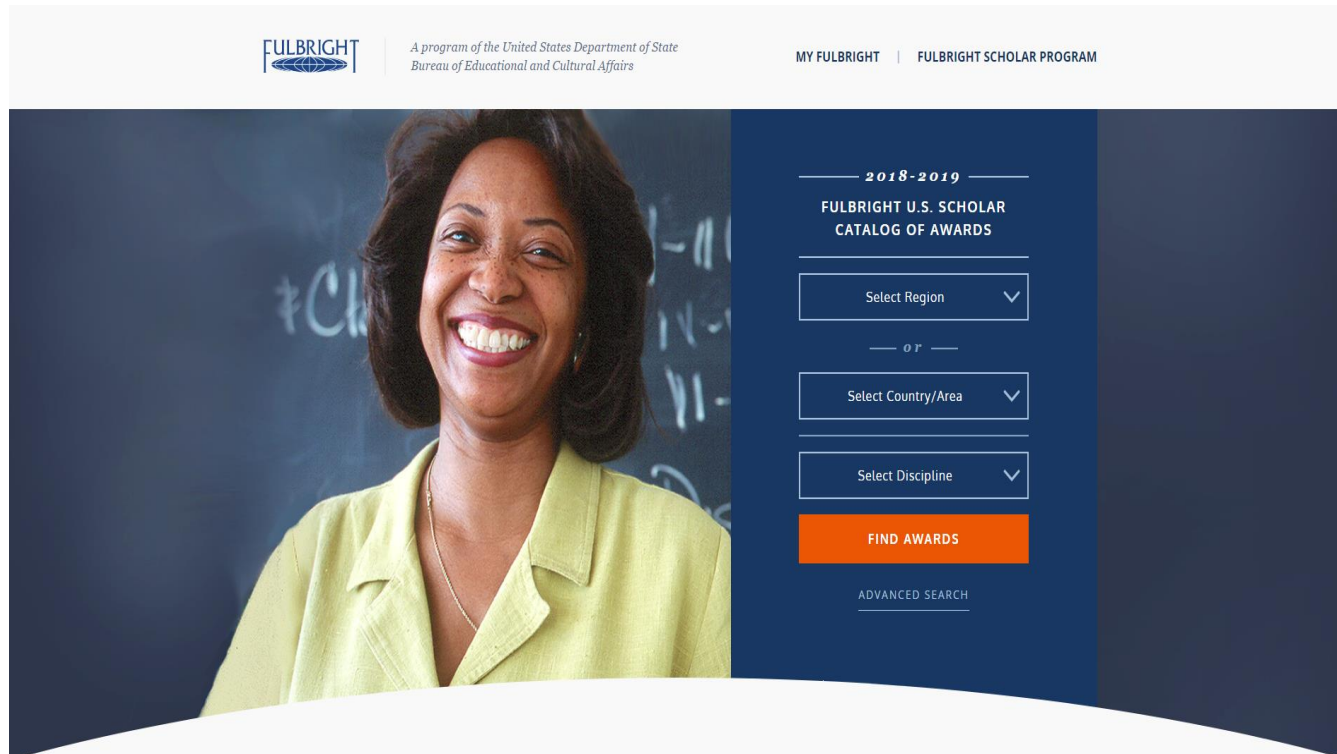 FULBRIGHT
A program of the United States Department of State
Bureau of Educational and Cultural Affairs
MY FULBRIGHT | FULBRIGHT SCHOLAR PROGRAM
2018-2019
FULBRIGHT U.S. SCHOLAR
CATALOG OF AWARDS
Select Region
or
Select Country/Area
Select Discipline
FIND AWARDS
ADVANCED SEARCH